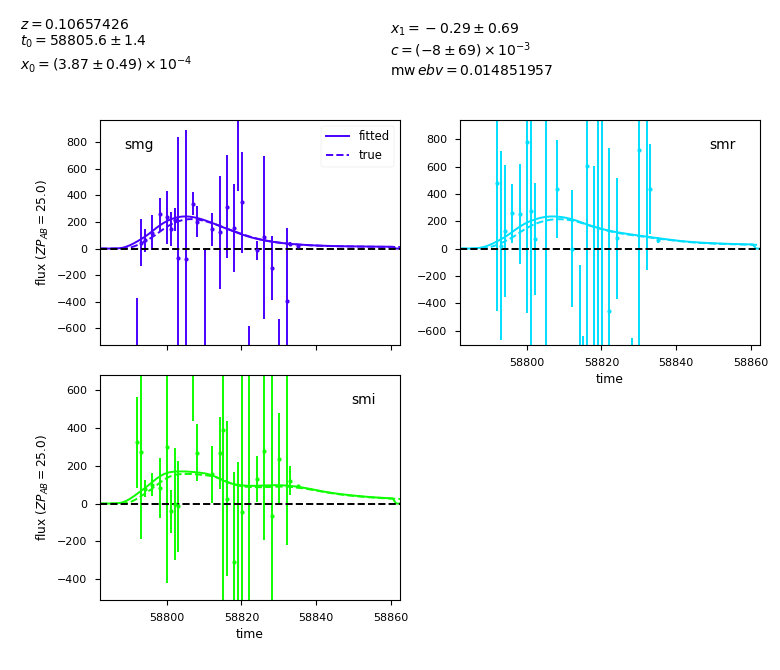 z = 0.10657426
t₀ = 58805.6 ± 1.4
x₀ = (3.87 ± 0.49) × 10⁻⁴
x₁ = −0.29 ± 0.69
c = (−8 ± 69) × 10⁻³
mw ebv = 0.014851957
smg
fitted
true
flux (ZP_AB = 25.0)
800
600
400
200
0
−200
−400
−600
smr
800
600
400
200
0
−200
−400
−600
58800 58820 58840 58860
time
smi
flux (ZP_AB = 25.0)
600
400
200
0
−200
−400
58800 58820 58840 58860
time